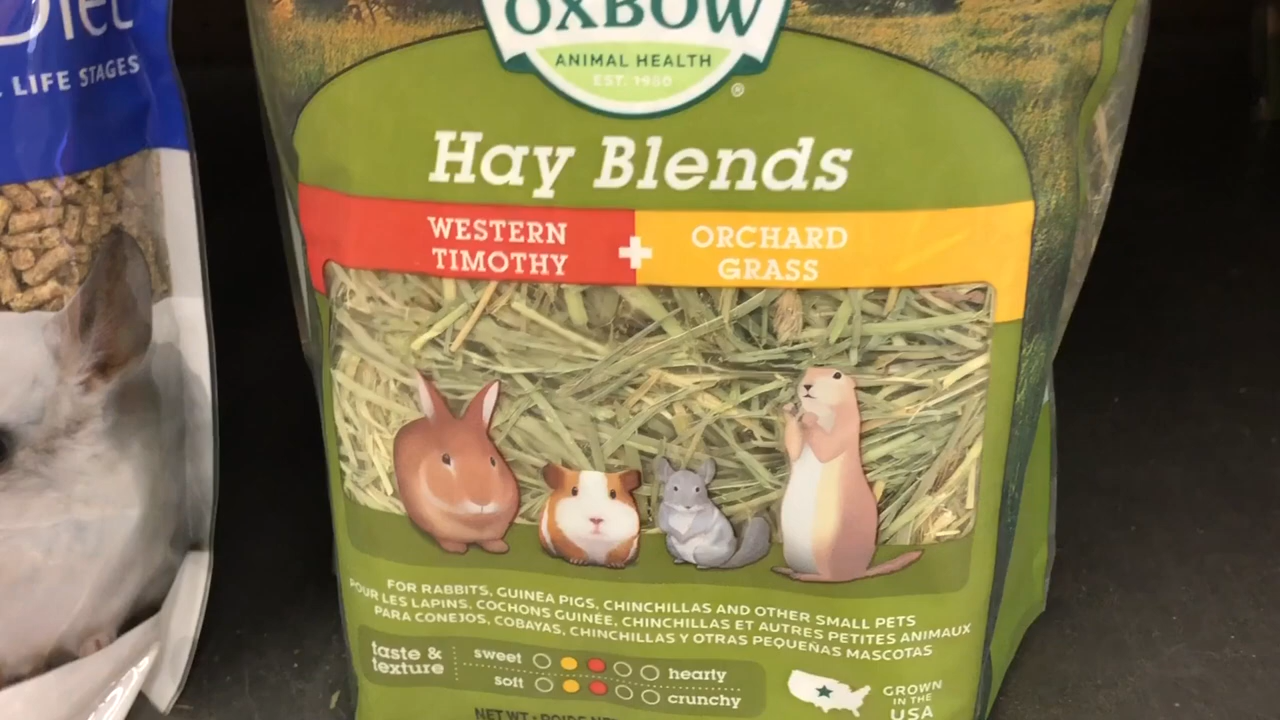 Diet
LIFE STAGES
OXBOW
ANIMAL HEALTH
EST. 1980
®
Hay Blends
WESTERN
TIMOTHY
+
ORCHARD
GRASS
FOR RABBITS, GUINEA PIGS, CHINCHILLAS AND OTHER SMALL PETS
POUR LES LAPINS, COCHONS GUINÉE, CHINCHILLAS ET AUTRES PETITES ANIMAUX
PARA CONEJOS, COBAYAS, CHINCHILLAS Y OTRAS PEQUEÑAS MASCOTAS
taste &
texture
sweet hearty
soft crunchy
GROWN
IN THE
USA
NET WT